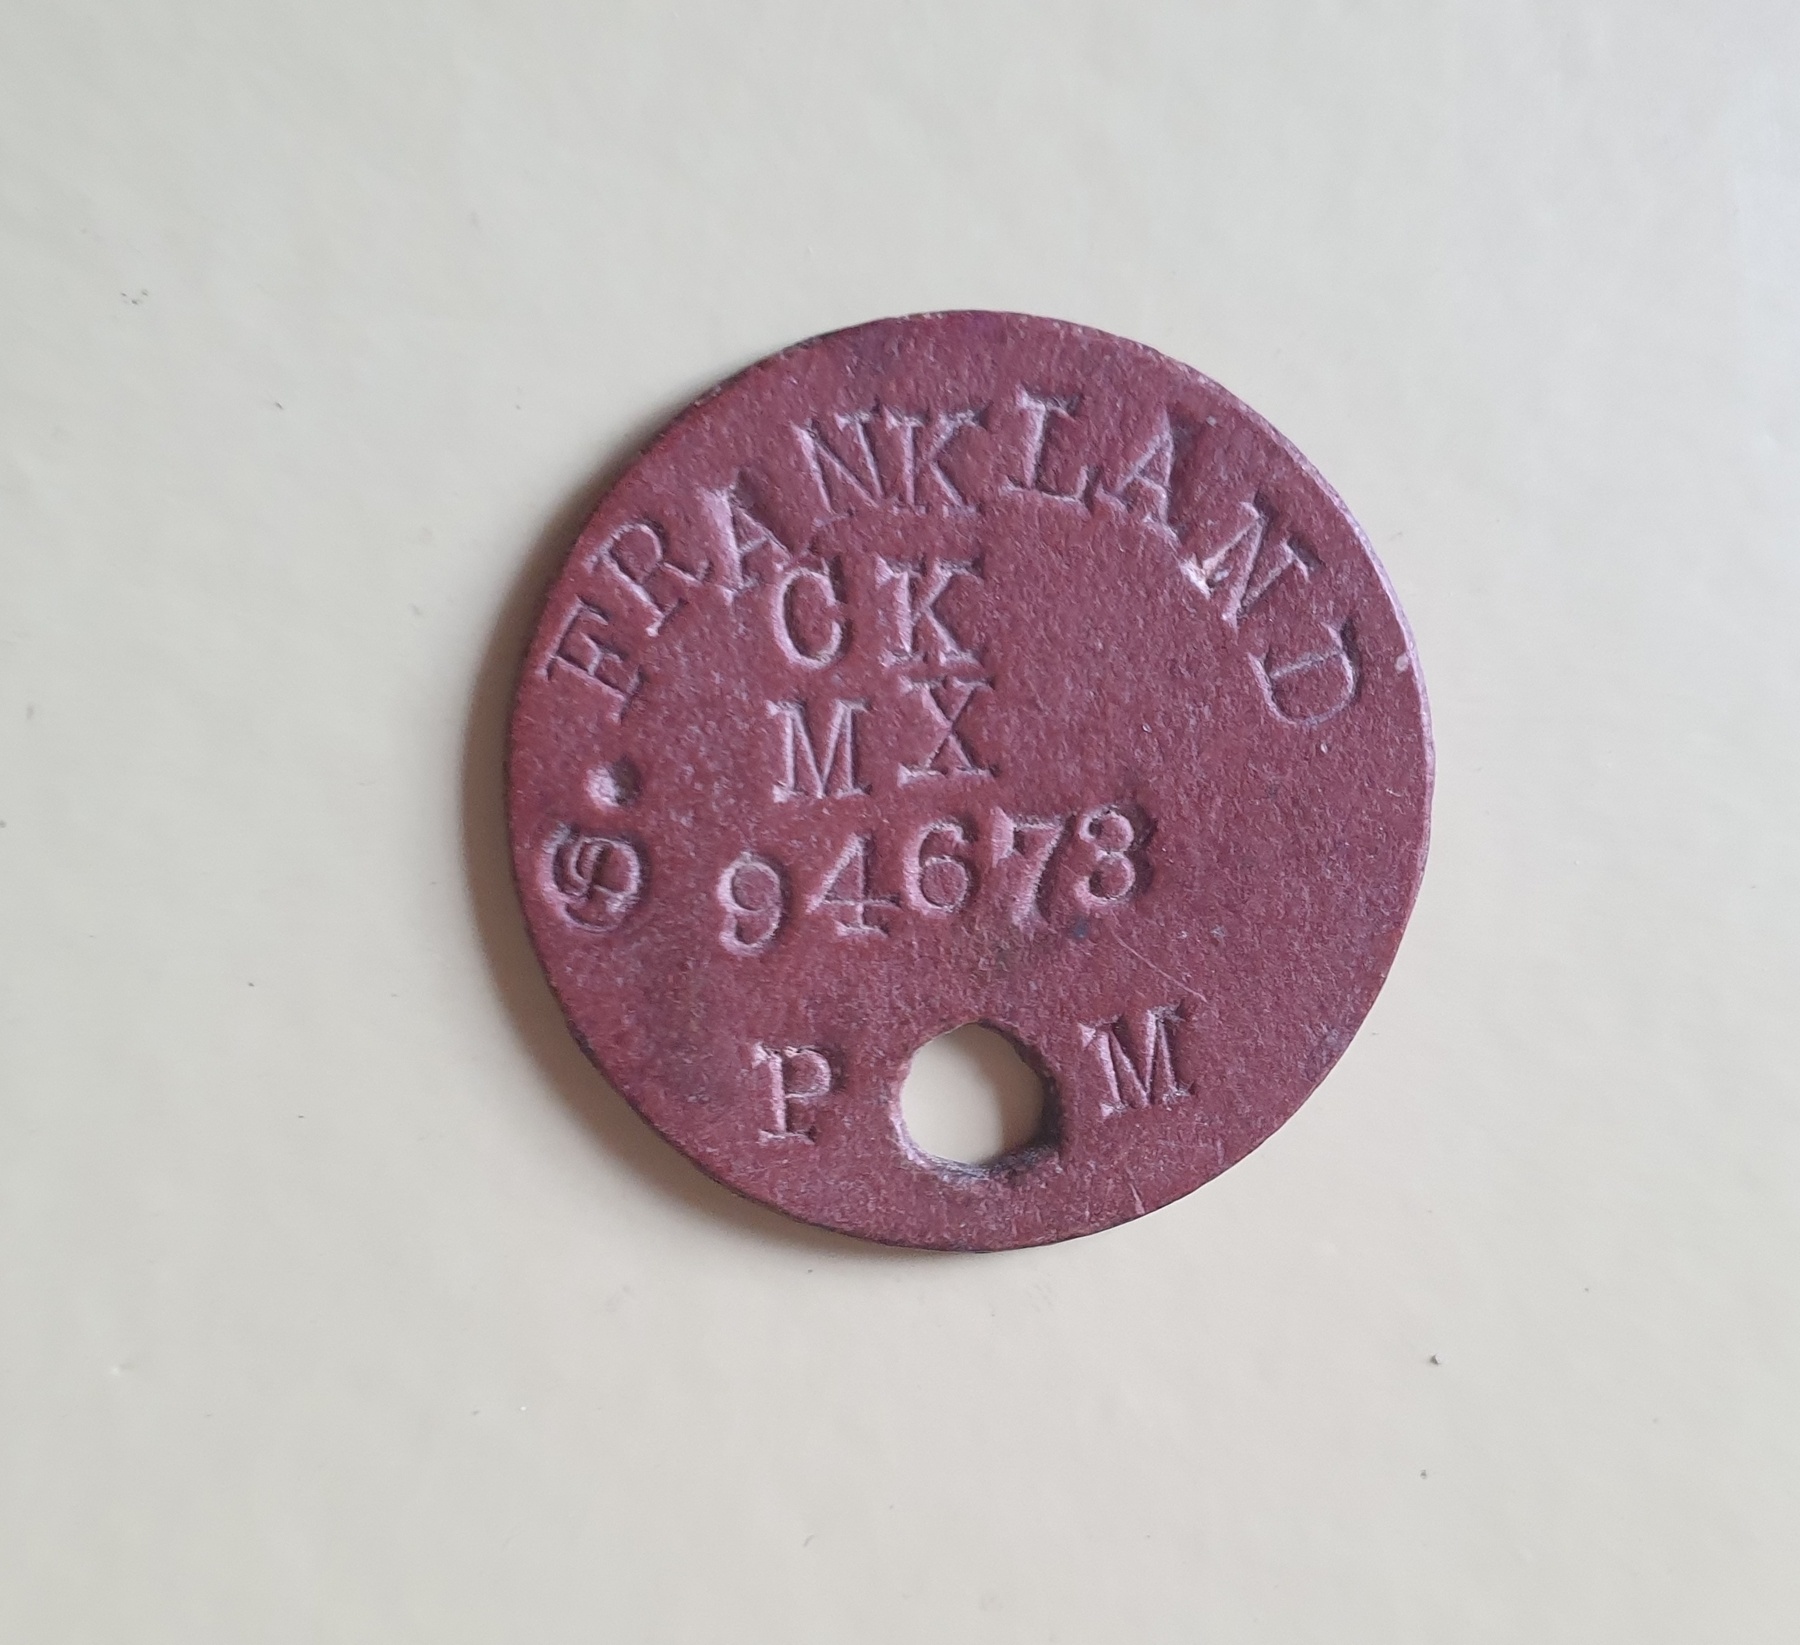 S. FRANKLAND
CK
MX
94673
P M